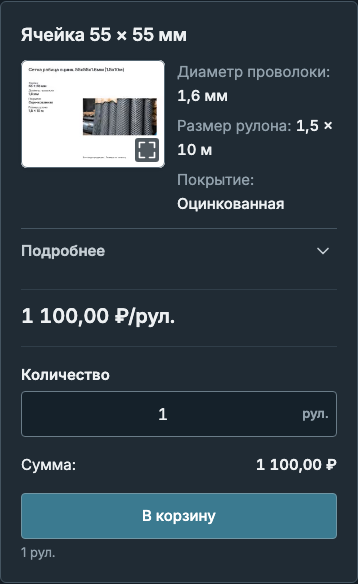 Ячейка 55 × 55 мм
Диаметр проволоки:
1,6 мм
Размер рулона: 1,5 ×
10 м
Покрытие:
Оцинкованная
Подробнее
1 100,00 ₽/рул.
Количество
1 рул.
Сумма: 1 100,00 ₽
В корзину
1 рул.